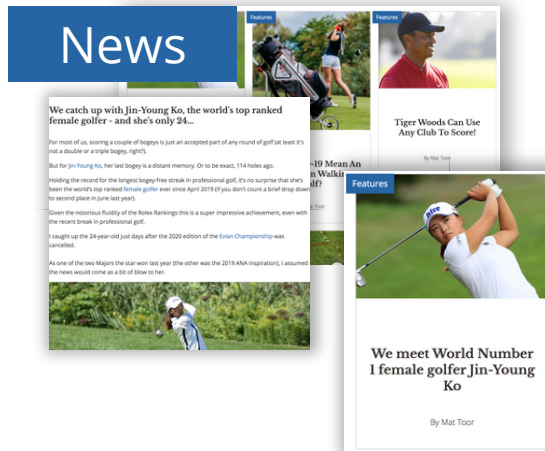 News
Features
Features
-19 Mean An
n Walkin
lf?
Tiger Woods Can Use
Any Club To Score!
By Mat Toor
We catch up with Jin-Young Ko, the world's top ranked
female golfer - and she's only 24...
For most of us, scoring a couple of bogeys is just an accepted part of any round of golf (at least it's
not a double or a triple bogey, right?).
But for Jin-Young Ko, her last bogey is a distant memory. Or to be exact, 114 holes ago.
Holding the record for the longest bogey-free streak in professional golf, it's no surprise that she's
been the world's top ranked female golfer ever since April 2019 (if you don't count a brief drop down
to second place in June last year).
Given the notorious fluidity of the Rolex Rankings this is a super impressive achievement, even with
the recent break in professional golf.
I caught up the 24-year-old just days after the 2020 edition of the Evian Championship was
cancelled.
As one of the two Majors the star won last year (the other was the 2019 ANA Inspiration), I assumed
the news would come as a bit of blow to her.
Features
We meet World Number
1 female golfer Jin-Young
Ko
By Mat Toor